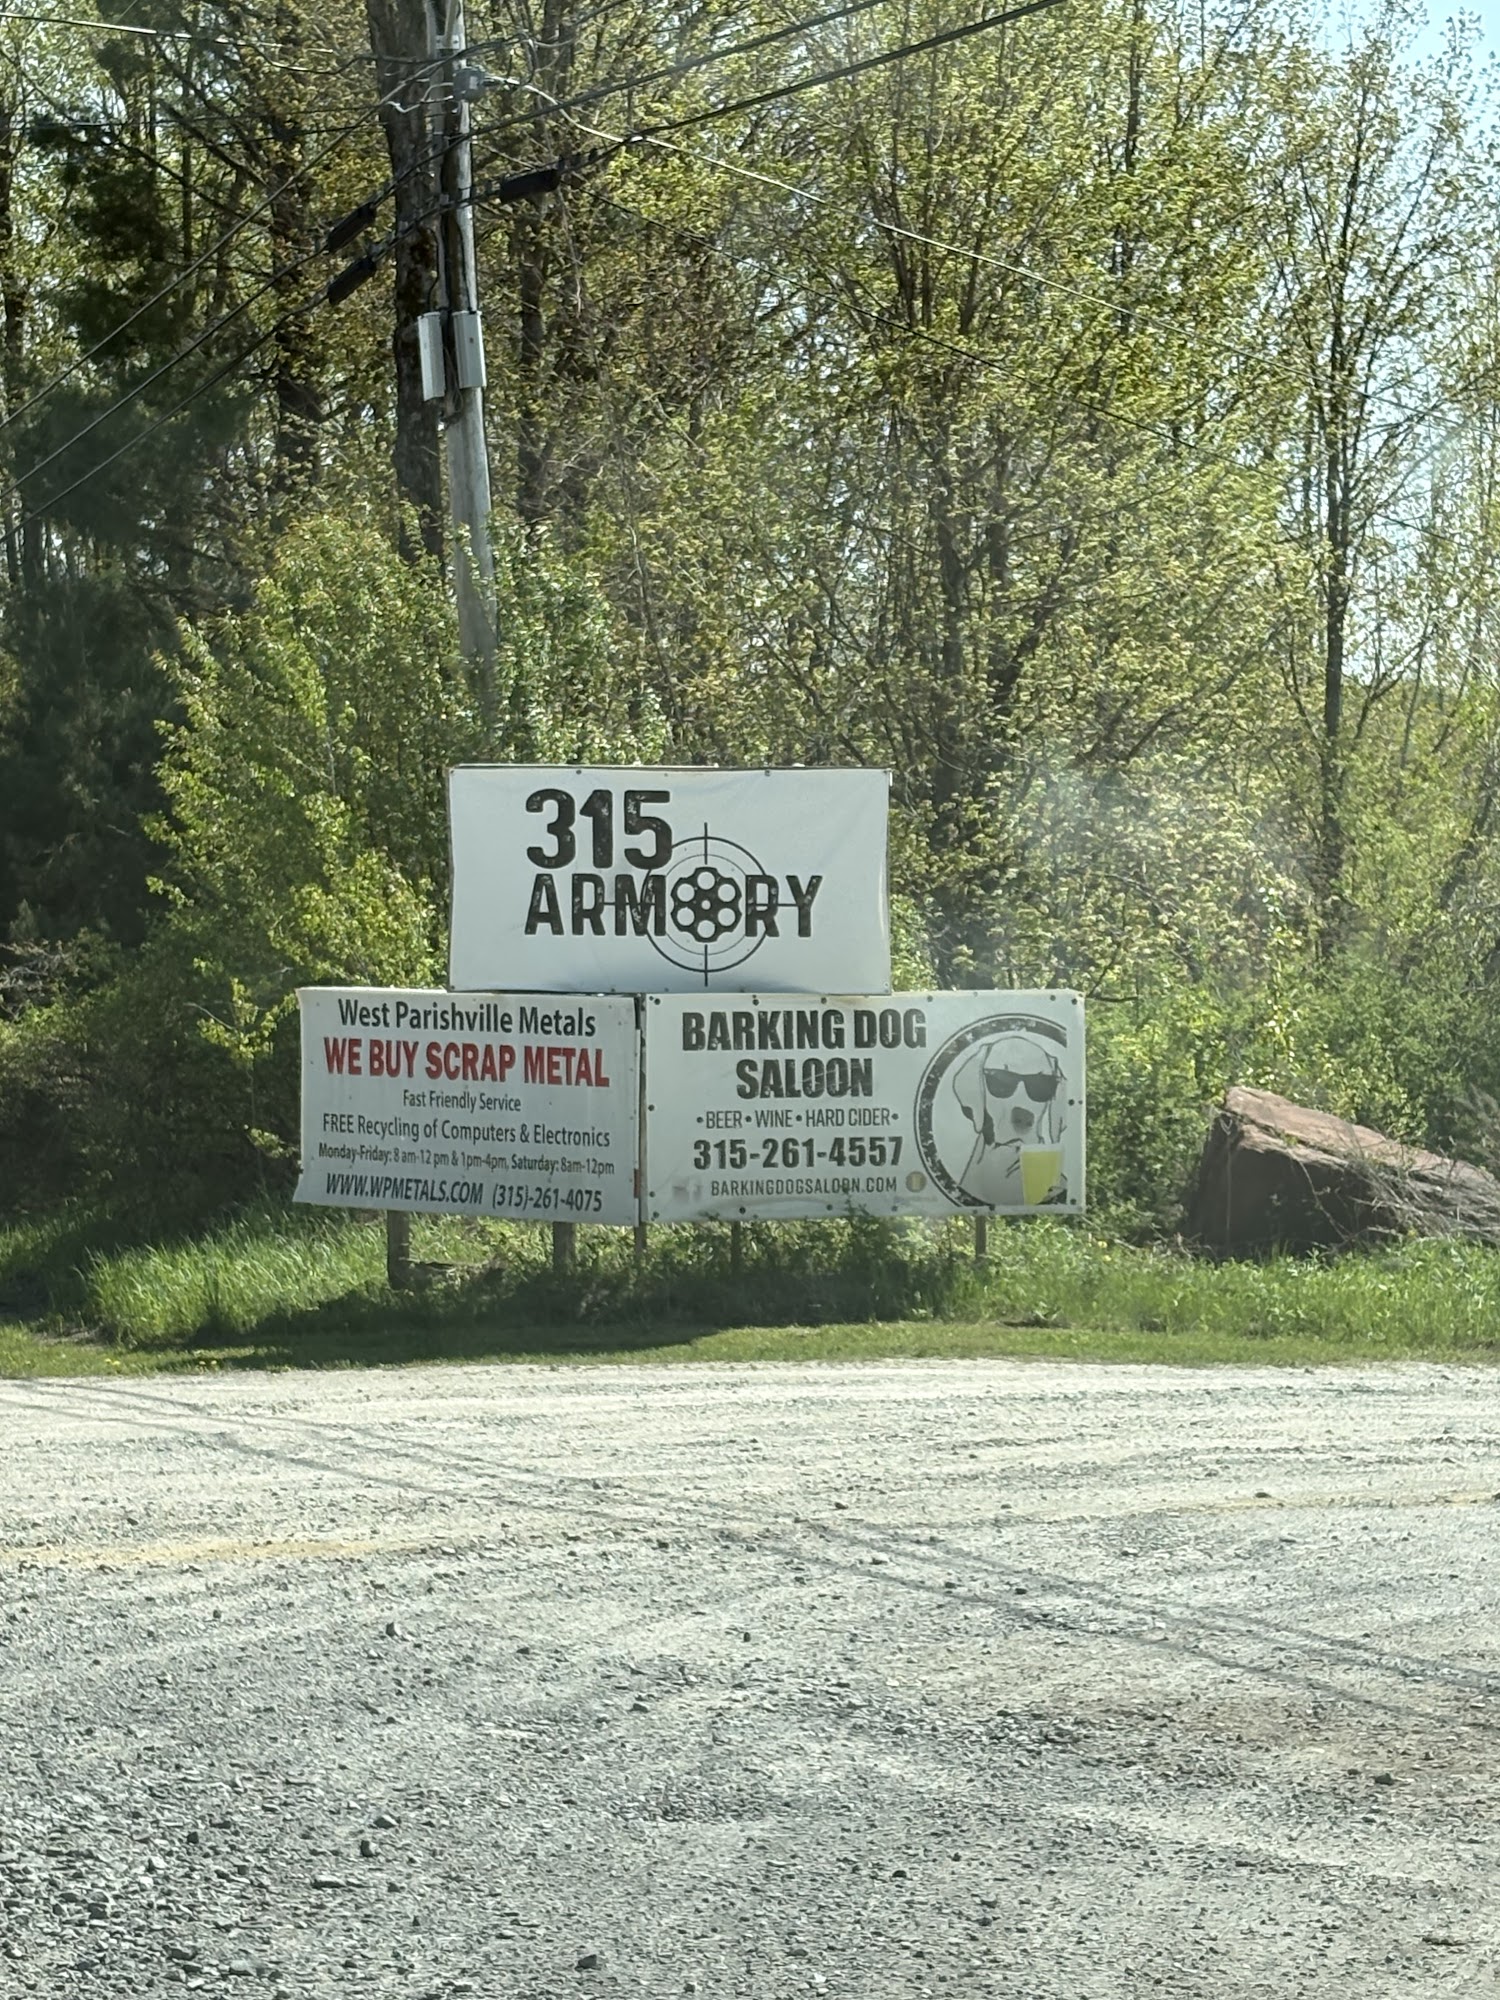 315
ARMORY
West Parishville Metals
WE BUY SCRAP METAL
Fast Friendly Service
FREE Recycling of Computers & Electronics
Monday-Friday: 8 am-12 pm & 1pm-4pm, Saturday: 8am-12pm
WWW.WPMETALS.COM (315)-261-4075
BARKING DOG
SALOON
•BEER•WINE•HARD CIDER•
315-261-4557
BARKINGDOGSALOON.COM